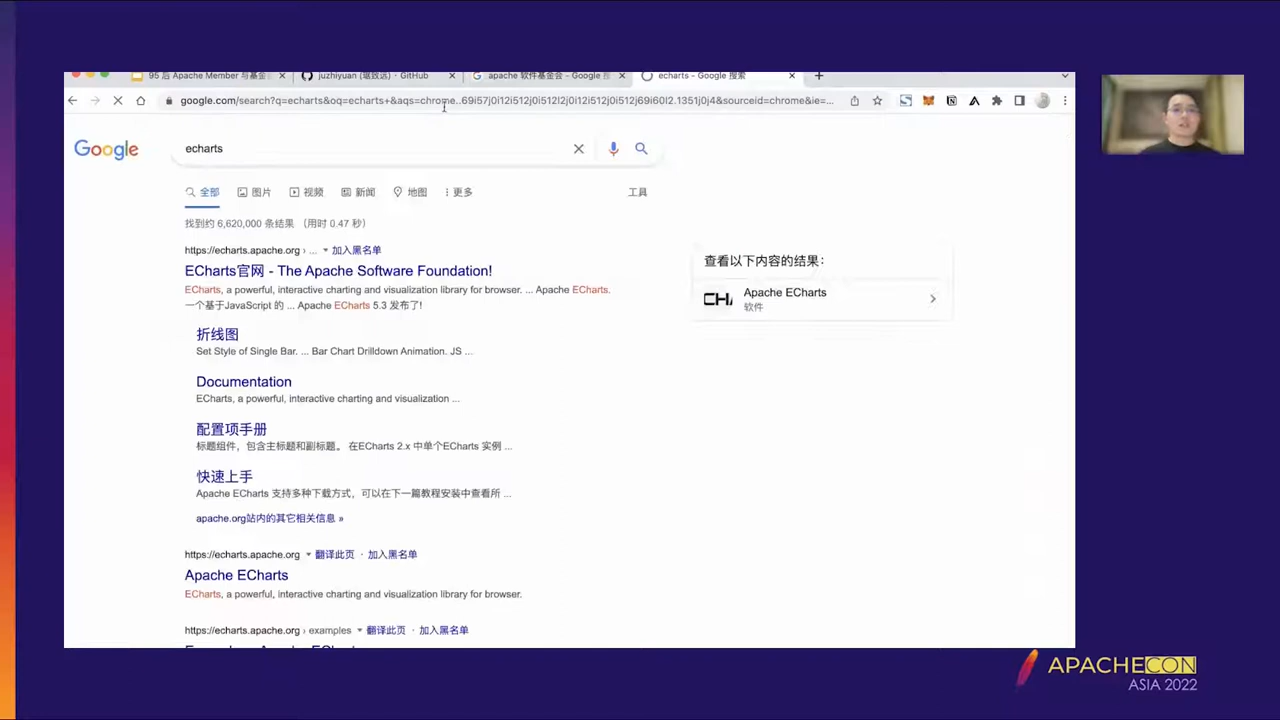 95 后 Apache Member 与基金会
juzhiyuan (琚致远) · GitHub
apache 软件基金会 - Google 搜
echarts - Google 搜索
google.com/search?q=echarts&oq=echarts+&aqs=chrome..69i57j0i12i512j0i512l2j0i12i512j0i512j69i60l2.1351j0j4&sourceid=chrome&ie=...
Google
echarts
全部 图片 视频 新闻 地图 更多 工具
找到约 6,620,000 条结果 （用时 0.47 秒）
https://echarts.apache.org › ... 加入黑名单
ECharts官网 - The Apache Software Foundation!
ECharts, a powerful, interactive charting and visualization library for browser. ... Apache ECharts.
一个基于JavaScript 的 ... Apache ECharts 5.3 发布了!
折线图
Set Style of Single Bar. ... Bar Chart Drilldown Animation. JS ...
Documentation
ECharts, a powerful, interactive charting and visualization ...
配置项手册
标题组件，包含主标题和副标题。 在ECharts 2.x 中单个ECharts 实例 ...
快速上手
Apache ECharts 支持多种下载方式，可以在下一篇教程安装中查看所 ...
apache.org站内的其它相关信息 »
https://echarts.apache.org 翻译此页 · 加入黑名单
Apache ECharts
ECharts, a powerful, interactive charting and visualization library for browser.
https://echarts.apache.org › examples 翻译此页 · 加入黑名单
查看以下内容的结果：
CHA
Apache ECharts
软件
APACHECON
ASIA 2022